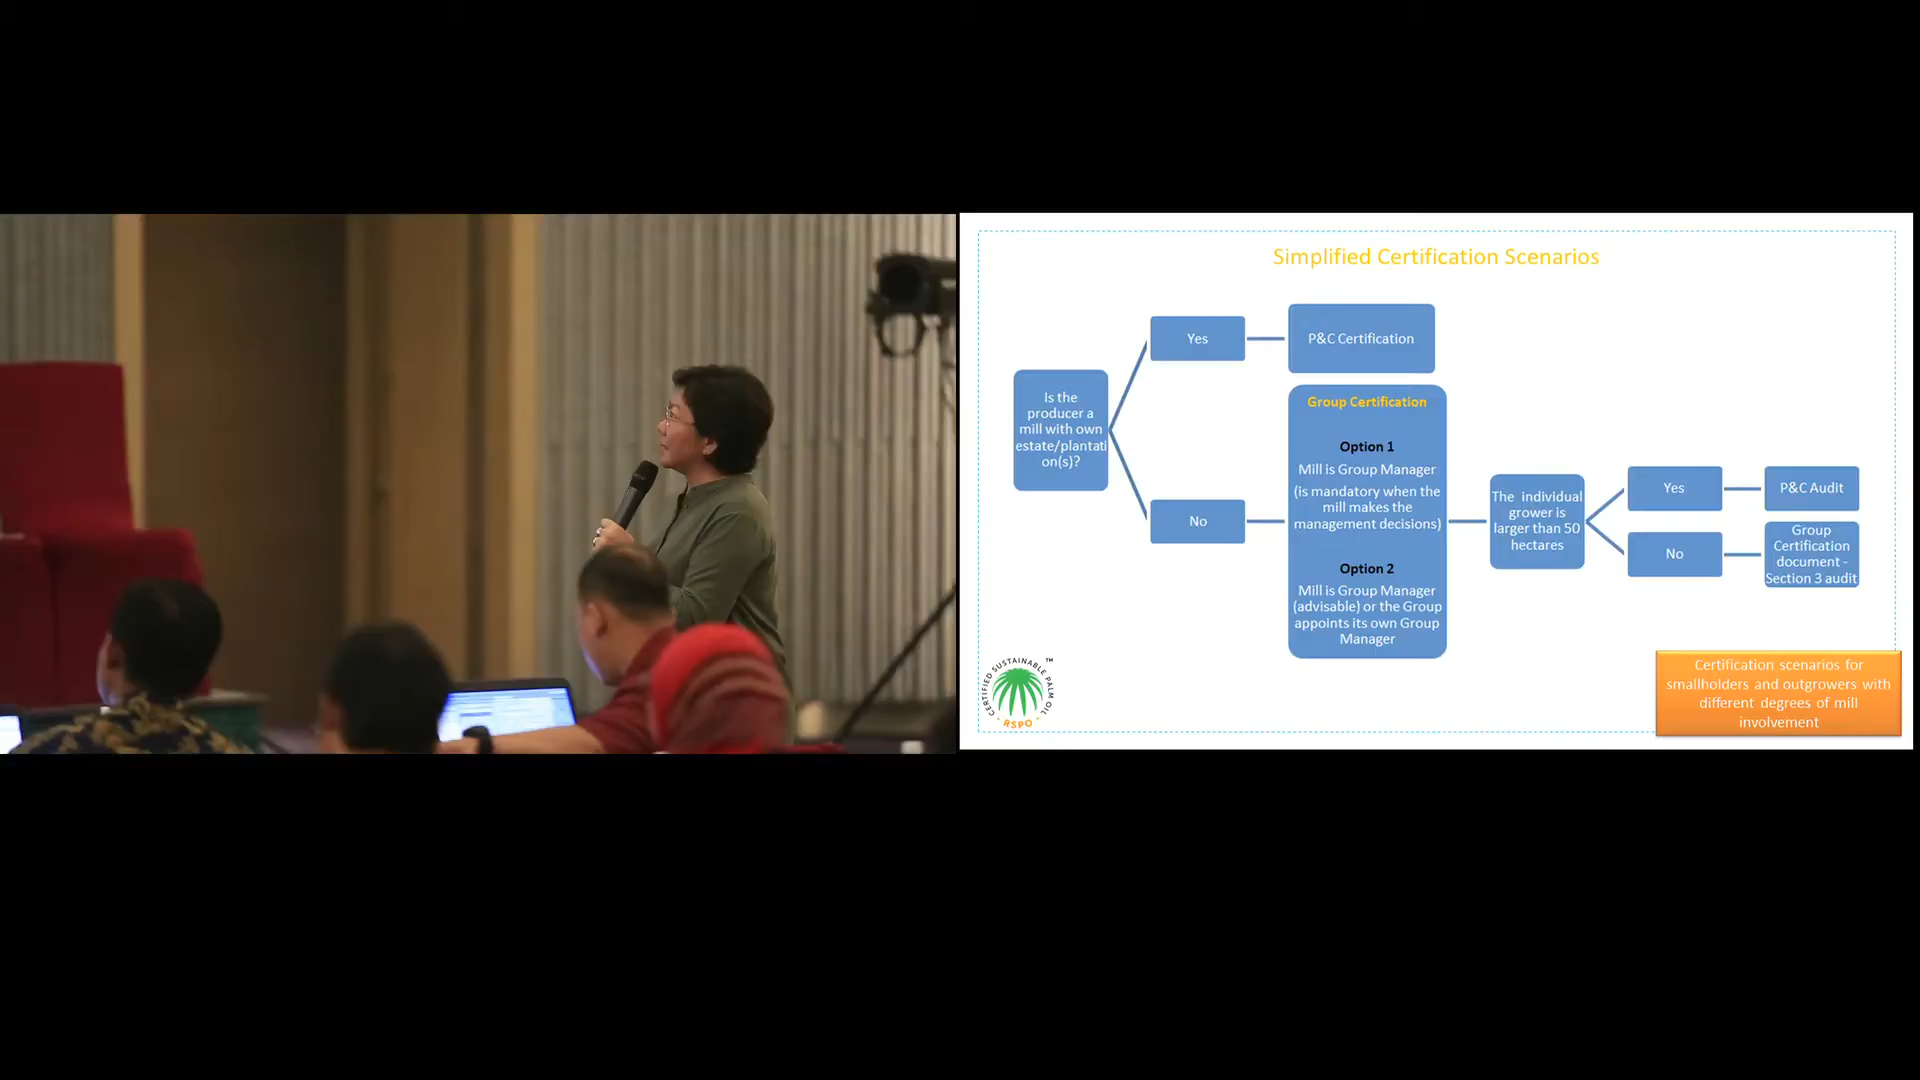 Simplified Certification Scenarios
Is the
producer a
mill with own
estate/plantati
on(s)?
Yes
P&C Certification
No
Group Certification
Option 1
Mill is Group Manager
(is mandatory when the
mill makes the
management decisions)
Option 2
Mill is Group Manager
(advisable) or the Group
appoints its own Group
Manager
The individual
grower is
larger than 50
hectares
Yes
P&C Audit
No
Group
Certification
document -
Section 3 audit
CERTIFIED SUSTAINABLE PALM OIL ™
RSPO
Certification scenarios for
smallholders and outgrowers with
different degrees of mill
involvement